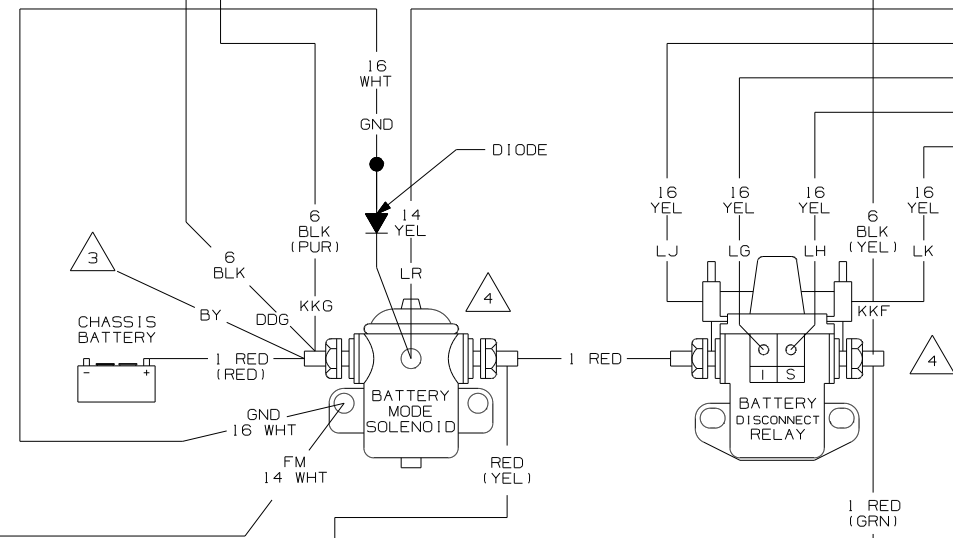 16
WHT
GND
DIODE
16
YEL
16
YEL
16
YEL
16
YEL
6
BLK
(PUR)
14
YEL
6
BLK
(YEL)
3
6
BLK
LJ
LG
LH
LK
LR
4
BY
DDG
KKG
KKF
CHASSIS
BATTERY
- +
1 RED
(RED)
1 RED
4
I S
BATTERY
MODE
SOLENOID
BATTERY
DISCONNECT
RELAY
GND
16 WHT
FM
14 WHT
RED
(YEL)
1 RED
(GRN)